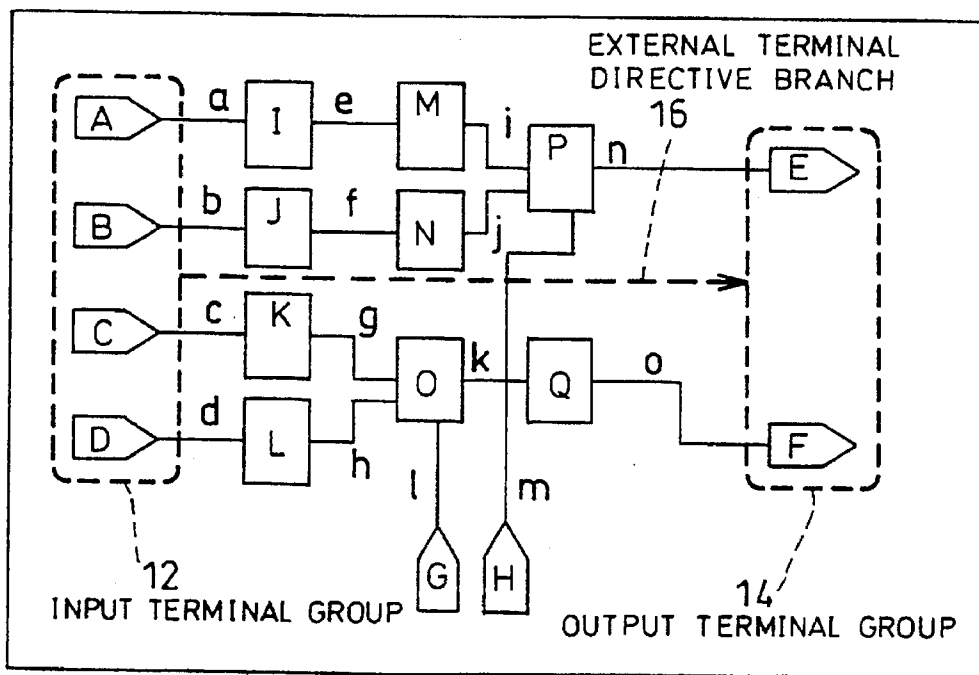 EXTERNAL TERMINAL
DIRECTIVE BRANCH
16
A
a
I
e
M
i
P
n
E
B
b
J
f
N
j
C
c
K
g
O
k
Q
o
D
d
L
h
F
l
m
G
H
12
INPUT TERMINAL GROUP
14
OUTPUT TERMINAL GROUP